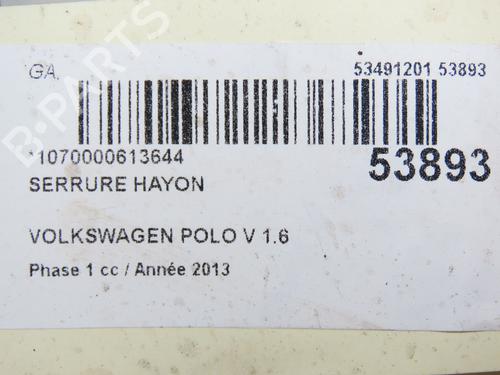 GA.
53491201 53893
*1070000613644
53893
SERRURE HAYON
VOLKSWAGEN POLO V 1.6
Phase 1 cc / Année 2013
B-PARTS